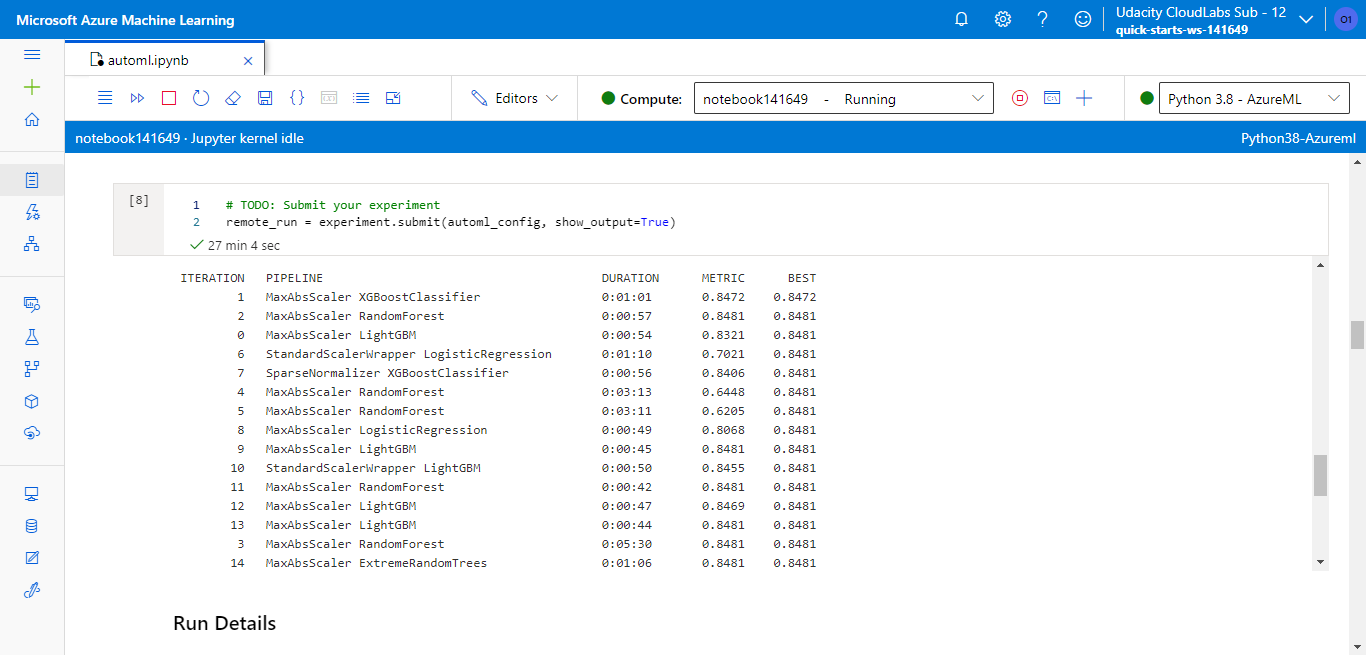 Microsoft Azure Machine Learning
Udacity CloudLabs Sub - 12
quick-starts-ws-141649
O1
automl.ipynb
Editors
Compute:
notebook141649 - Running
Python 3.8 - AzureML
notebook141649 · Jupyter kernel idle
Python38-Azureml
[8]
1 # TODO: Submit your experiment
2 remote_run = experiment.submit(automl_config, show_output=True)
27 min 4 sec
ITERATION PIPELINE DURATION METRIC BEST
1 MaxAbsScaler XGBoostClassifier 0:01:01 0.8472 0.8472
2 MaxAbsScaler RandomForest 0:00:57 0.8481 0.8481
0 MaxAbsScaler LightGBM 0:00:54 0.8321 0.8481
6 StandardScalerWrapper LogisticRegression 0:01:10 0.7021 0.8481
7 SparseNormalizer XGBoostClassifier 0:00:56 0.8406 0.8481
4 MaxAbsScaler RandomForest 0:03:13 0.6448 0.8481
5 MaxAbsScaler RandomForest 0:03:11 0.6205 0.8481
8 MaxAbsScaler LogisticRegression 0:00:49 0.8068 0.8481
9 MaxAbsScaler LightGBM 0:00:45 0.8481 0.8481
10 StandardScalerWrapper LightGBM 0:00:50 0.8455 0.8481
11 MaxAbsScaler RandomForest 0:00:42 0.8481 0.8481
12 MaxAbsScaler LightGBM 0:00:47 0.8469 0.8481
13 MaxAbsScaler LightGBM 0:00:44 0.8481 0.8481
3 MaxAbsScaler RandomForest 0:05:30 0.8481 0.8481
14 MaxAbsScaler ExtremeRandomTrees 0:01:06 0.8481 0.8481
Run Details